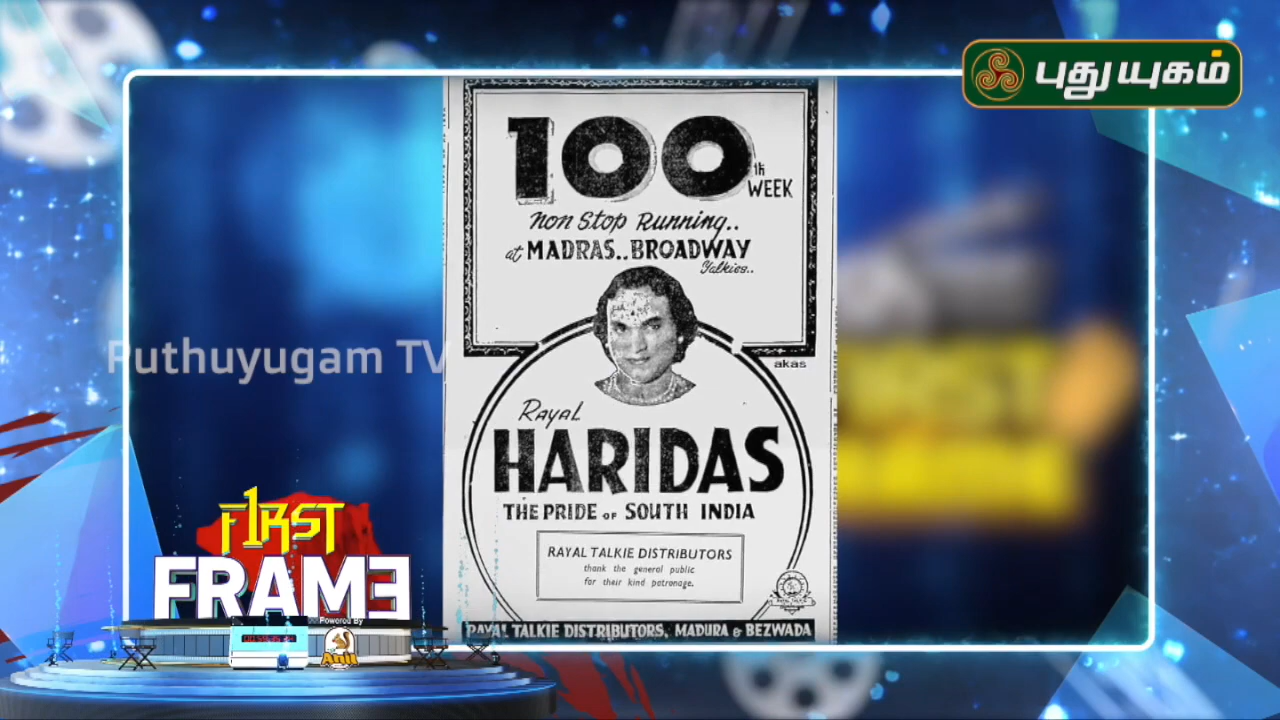 புதுயுகம்
100th
WEEK
Non Stop Running..
at MADRAS..BROADWAY
Talkies..
akas
Puthuyugam TV
Rayal
HARIDAS
THE PRIDE OF SOUTH INDIA
RAYAL TALKIE DISTRIBUTORS
thank the general public
for their kind patronage.
RAYAL TALKIE DISTRIBUTORS, MADURA & BEZWADA
F1RST
FRAME
Powered By
Anil